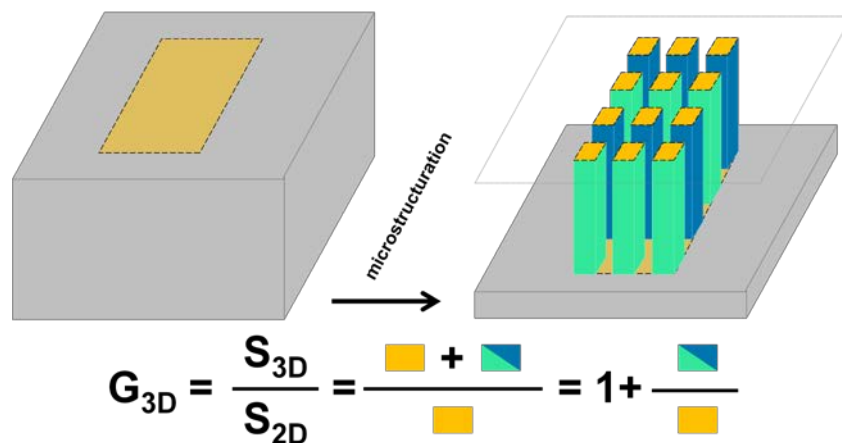 microstructuration
G3D = S3D / S2D = + / = 1+ /